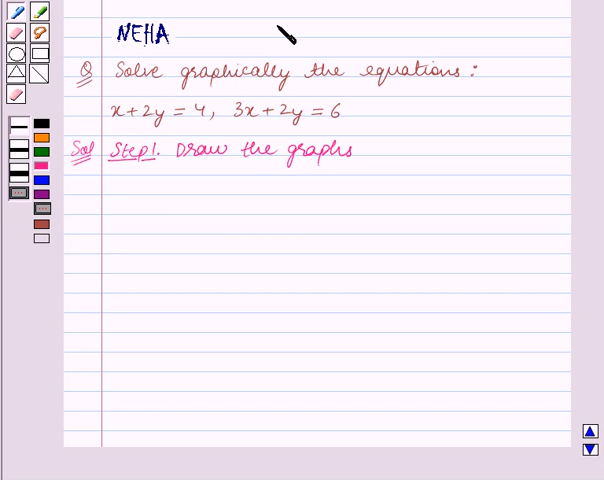 NEHA
Q Solve graphically the equations:
x+2y=4, 3x+2y=6
Sol Step1. Draw the graphs